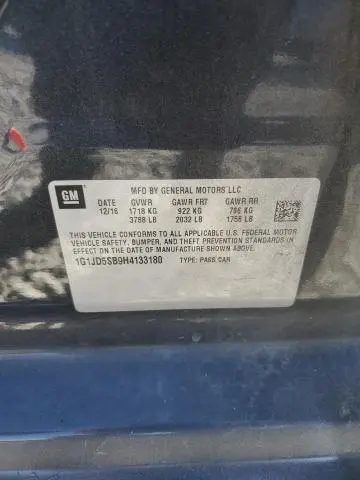 GM
MFD BY GENERAL MOTORS LLC
DATE GVWR GAWR FRT GAWR RR
12/16 1718 KG 922 KG 796 KG
3788 LB 2032 LB 1755 LB
THIS VEHICLE CONFORMS TO ALL APPLICABLE U.S. FEDERAL MOTOR
VEHICLE SAFETY, BUMPER, AND THEFT PREVENTION STANDARDS IN
EFFECT ON THE DATE OF MANUFACTURE SHOWN ABOVE.
1G1JD5SB9H4133180 TYPE: PASS CAR